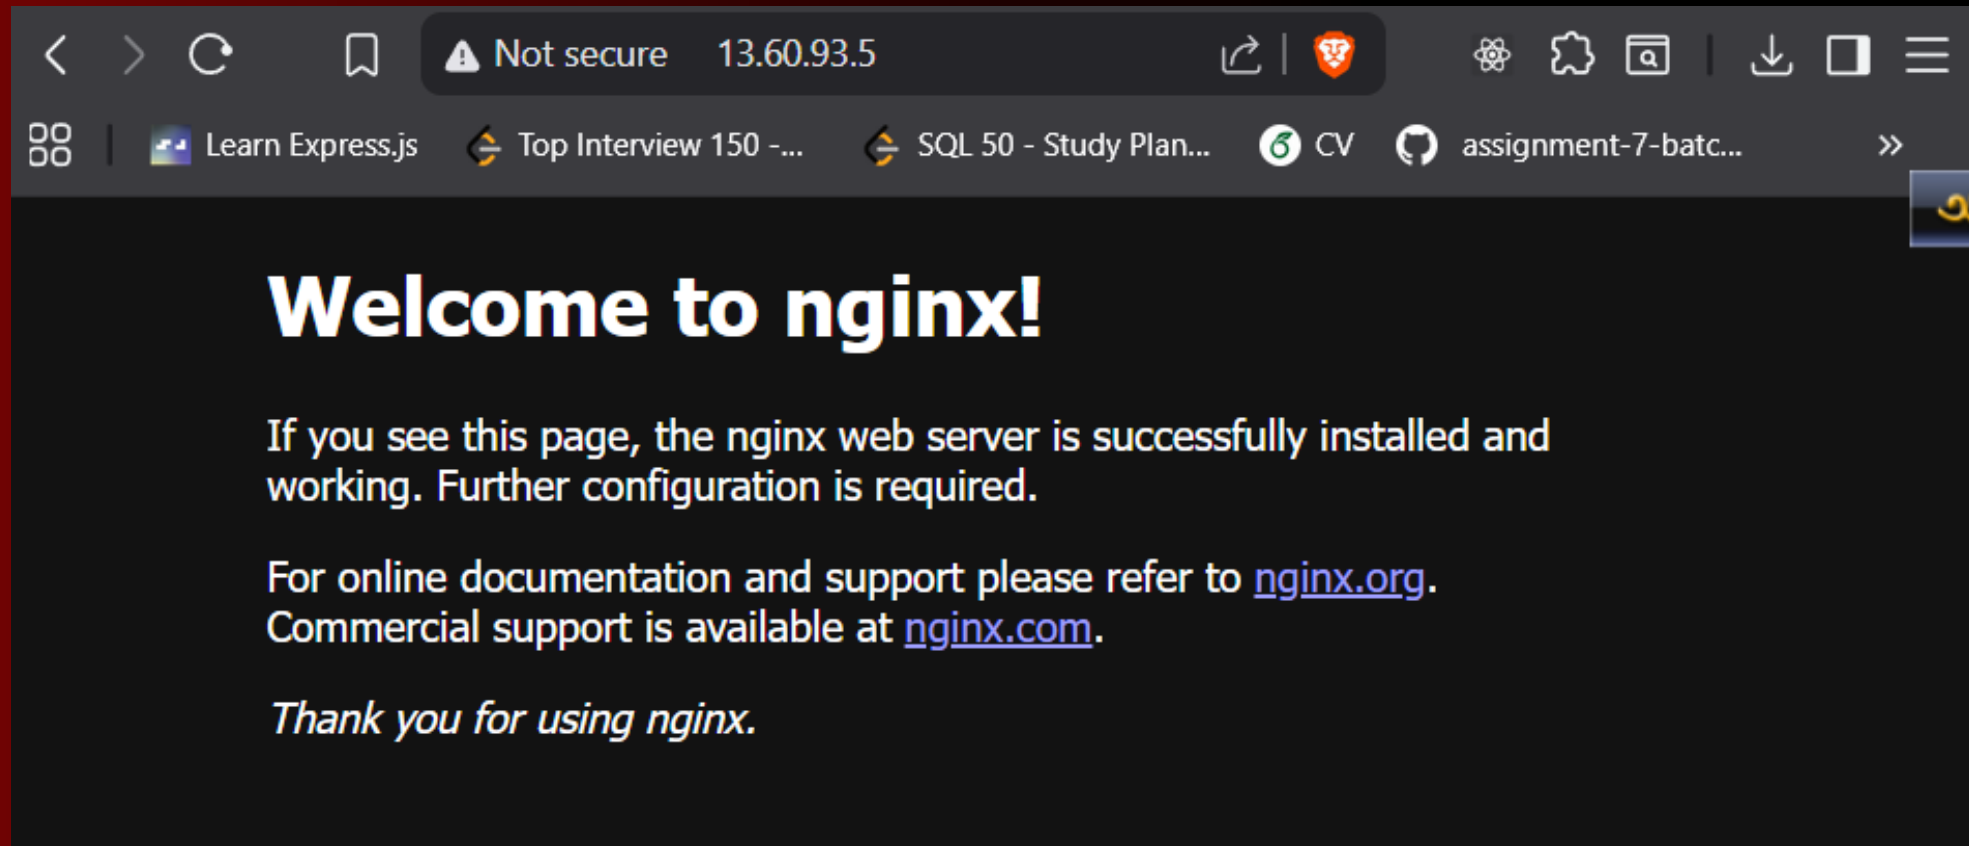 Not secure 13.60.93.5
Learn Express.js Top Interview 150 -... SQL 50 - Study Plan... CV assignment-7-batc...
Welcome to nginx!
If you see this page, the nginx web server is successfully installed and
working. Further configuration is required.
For online documentation and support please refer to nginx.org.
Commercial support is available at nginx.com.
Thank you for using nginx.